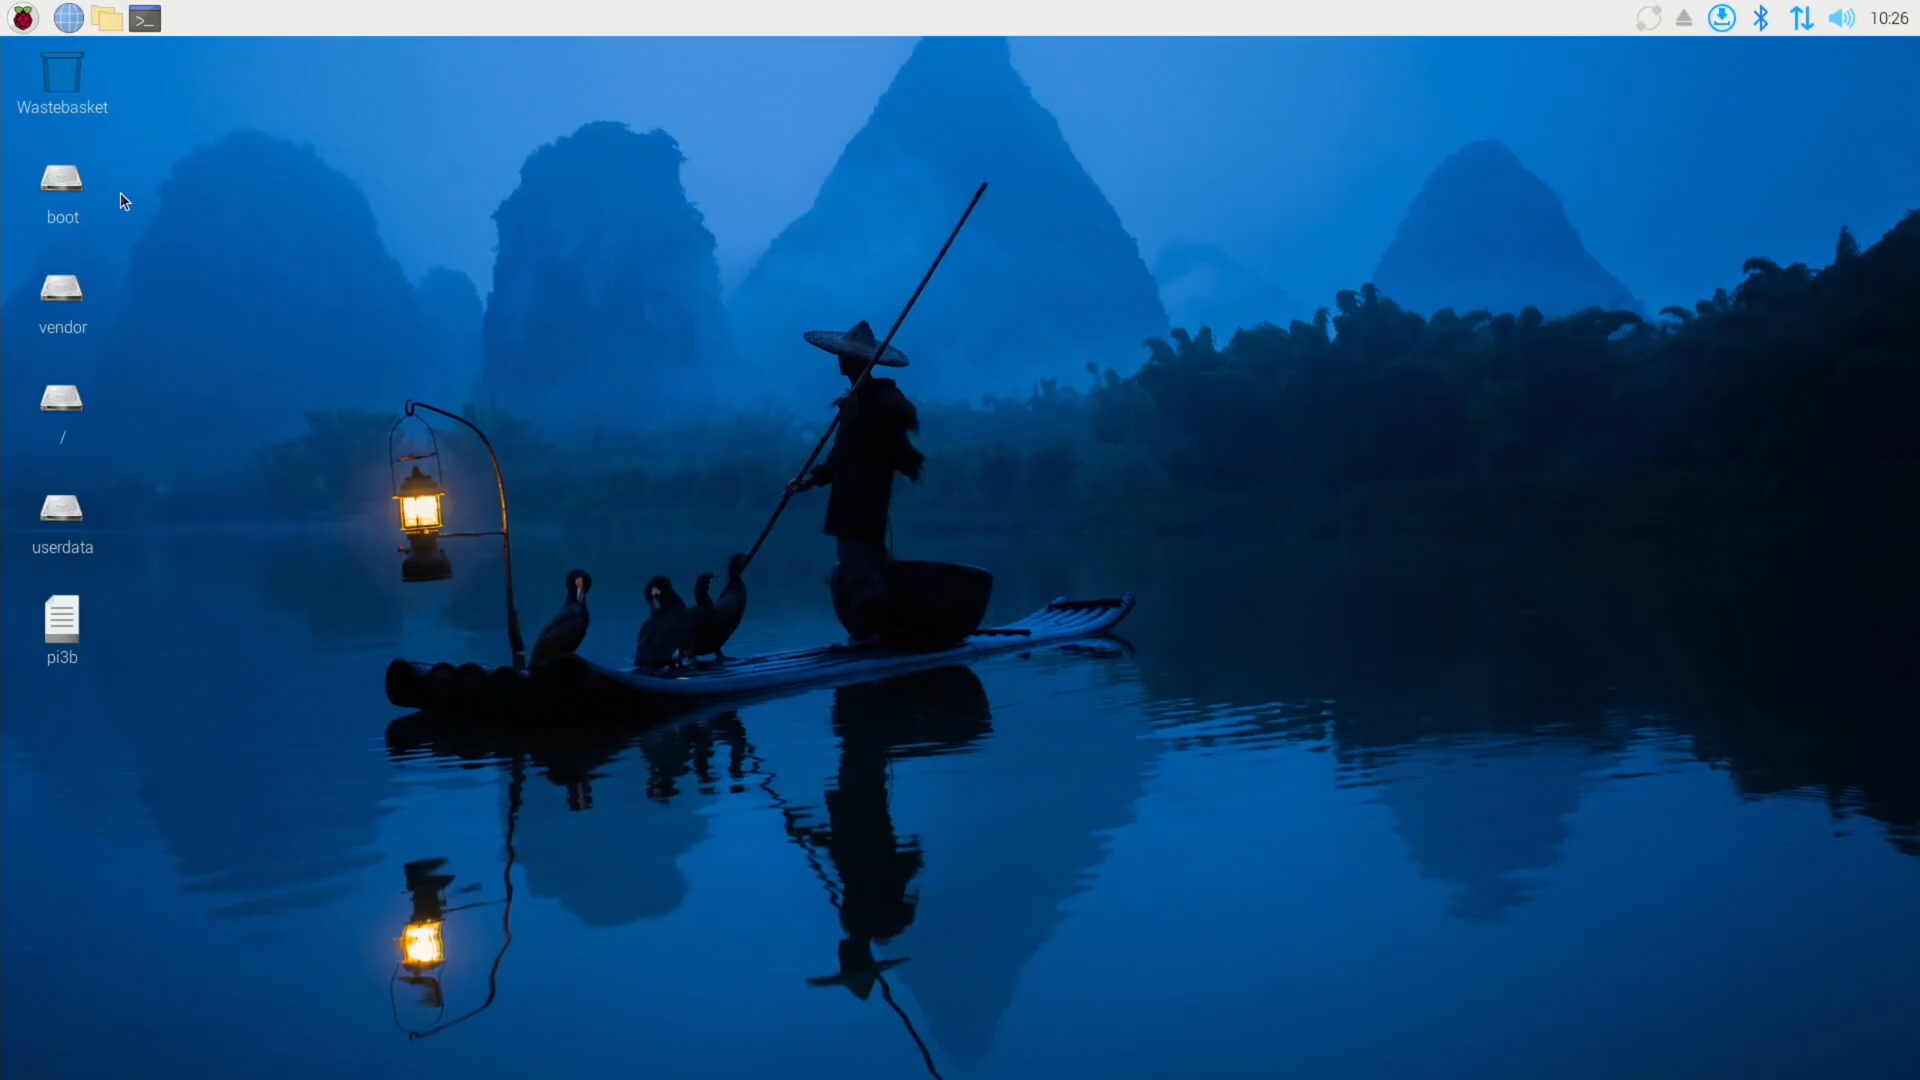 >_
10:26
Wastebasket
boot
vendor
/
userdata
pi3b